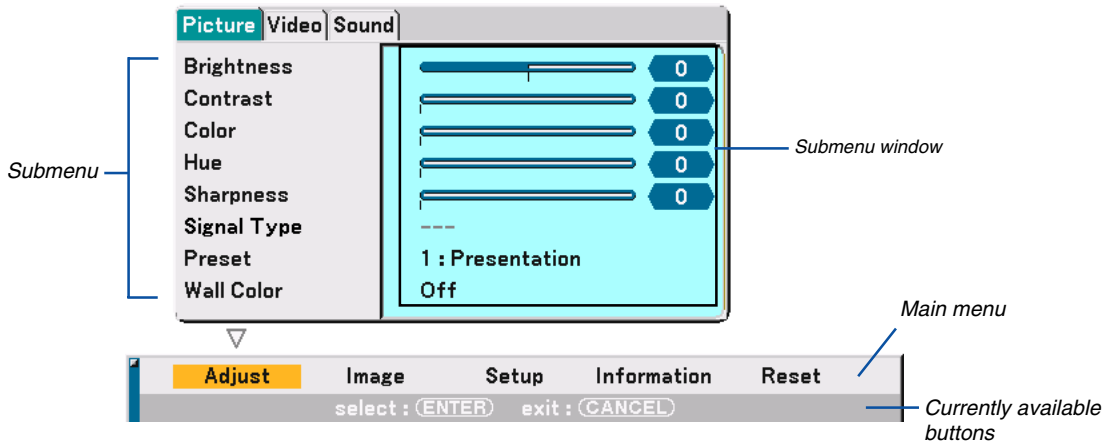 Picture Video Sound
Brightness 0
Contrast 0
Color 0
Hue 0
Sharpness 0
Signal Type ---
Preset 1 : Presentation
Wall Color Off
Submenu
Submenu window
Main menu
Adjust Image Setup Information Reset
select : ENTER exit : CANCEL
Currently available
buttons